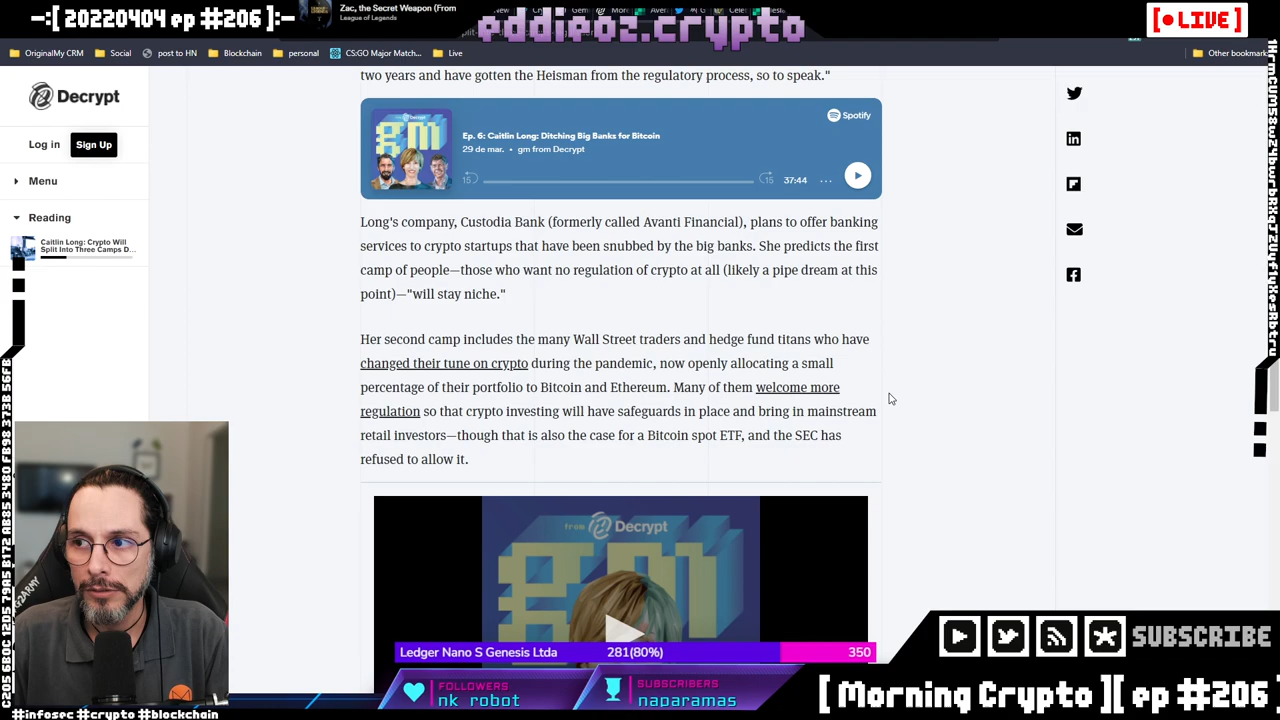 -:[ 20220404 ep #206 ]:-
Zac, the Secret Weapon (From
League of Legends
eddieoz.crypto
[ LIVE ]
OriginalMy CRM
Social
post to HN
Blockchain
personal
CS:GO Major Match...
Live
Other bookmark
two years and have gotten the Heisman from the regulatory process, so to speak."
Decrypt
Log in
Sign Up
Menu
Reading
Caitlin Long: Crypto Will
Split Into Three Camps D...
gm
Decrypt
Spotify
Ep. 6: Caitlin Long: Ditching Big Banks for Bitcoin
29 de mar. • gm from Decrypt
15
15
37:44
Long's company, Custodia Bank (formerly called Avanti Financial), plans to offer banking
services to crypto startups that have been snubbed by the big banks. She predicts the first
camp of people—those who want no regulation of crypto at all (likely a pipe dream at this
point)—"will stay niche."
Her second camp includes the many Wall Street traders and hedge fund titans who have
changed their tune on crypto during the pandemic, now openly allocating a small
percentage of their portfolio to Bitcoin and Ethereum. Many of them welcome more
regulation so that crypto investing will have safeguards in place and bring in mainstream
retail investors—though that is also the case for a Bitcoin spot ETF, and the SEC has
refused to allow it.
from Decrypt
gm
Ledger Nano S Genesis Ltda
281(80%)
350
FOLLOWERS
nk_robot
SUBSCRIBERS
naparamas
SUBSCRIBE
[ Morning Crypto ][ ep #206 ]
#infosec #crypto #blockchain